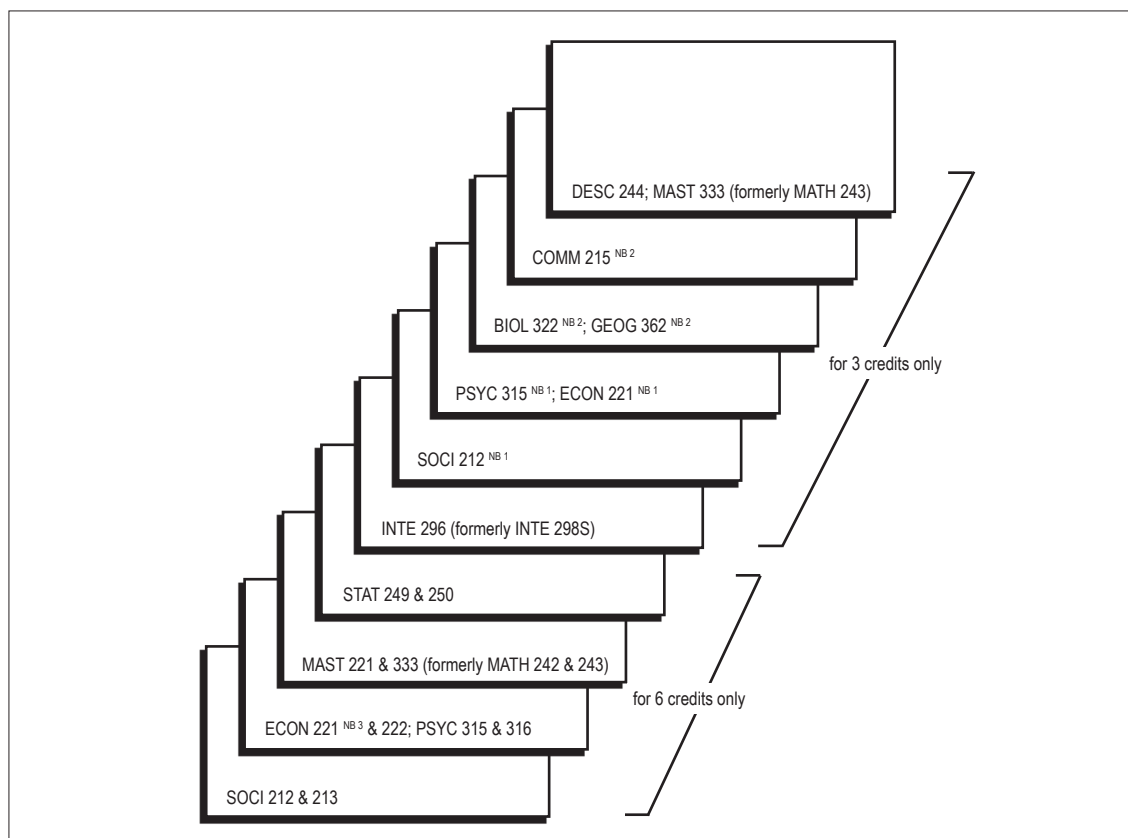 DESC 244; MAST 333 (formerly MATH 243)
COMM 215 NB 2
BIOL 322 NB 2; GEOG 362 NB 2
for 3 credits only
PSYC 315 NB 1; ECON 221 NB 1
SOCI 212 NB 1
INTE 296 (formerly INTE 298S)
STAT 249 & 250
MAST 221 & 333 (formerly MATH 242 & 243)
for 6 credits only
ECON 221 NB 3 & 222; PSYC 315 & 316
SOCI 212 & 213